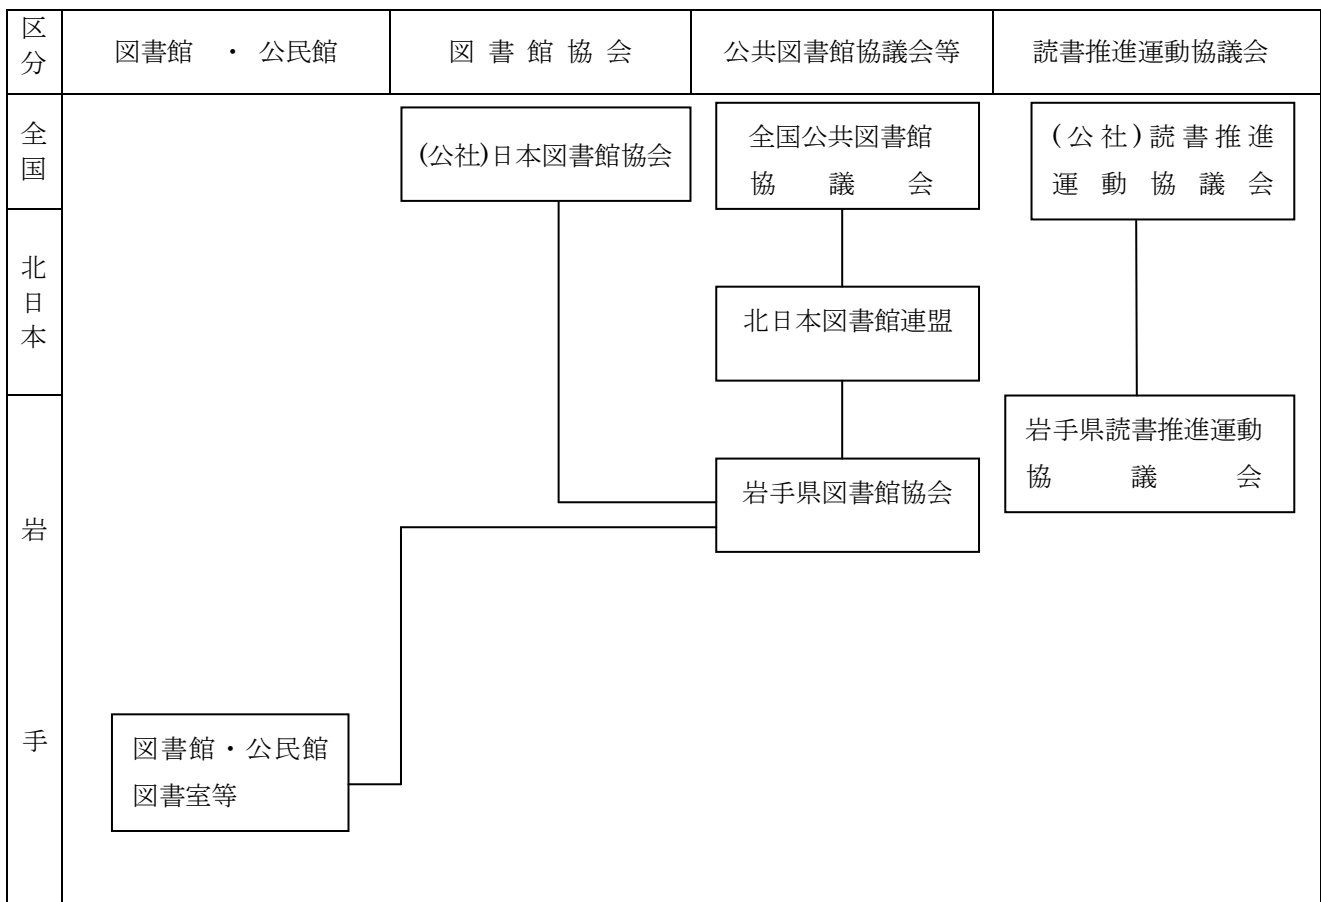 区分
図書館 ・ 公民館
図書館協会
公共図書館協議会等
読書推進運動協議会
全国
(公社)日本図書館協会
全国公共図書館
協議会
(公社)読書推進
運動協議会
北日本
北日本図書館連盟
岩手
岩手県読書推進運動
協議会
岩手県図書館協会
図書館・公民館
図書室等